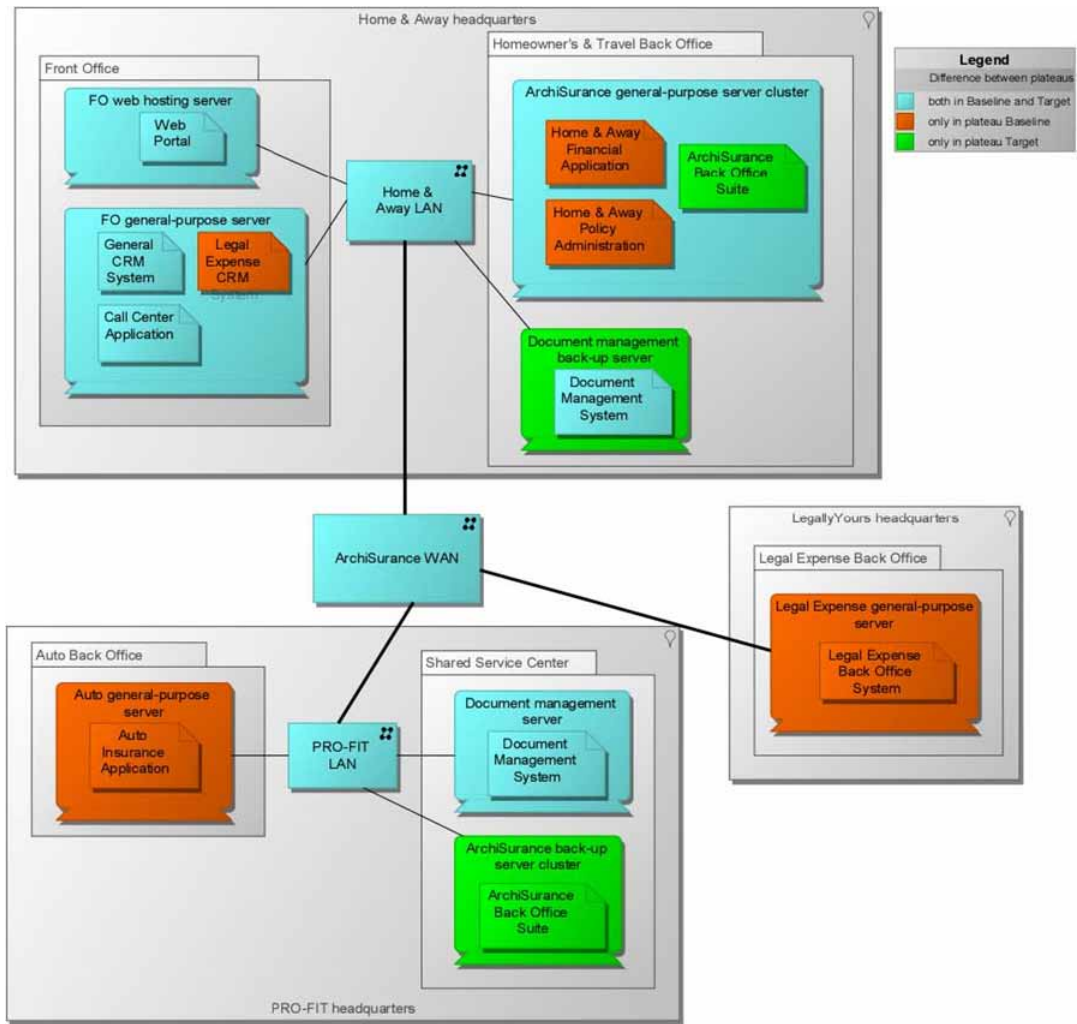 Home & Away headquarters
Front Office
FO web hosting server
Web
Portal
FO general-purpose server
General
CRM
System
Legal
Expense
CRM
System
Call Center
Application
Home &
Away LAN
Homeowner's & Travel Back Office
ArchiSurance general-purpose server cluster
Home & Away
Financial
Application
ArchiSurance
Back Office
Suite
Home & Away
Policy
Administration
Document management
back-up server
Document
Management
System
Legend
Difference between plateaus
both in Baseline and Target
only in plateau Baseline
only in plateau Target
ArchiSurance WAN
LegallyYours headquarters
Legal Expense Back Office
Legal Expense general-purpose
server
Legal Expense
Back Office
System
Auto Back Office
Auto general-purpose
server
Auto
Insurance
Application
PRO-FIT
LAN
Shared Service Center
Document management
server
Document
Management
System
ArchiSurance back-up
server cluster
ArchiSurance
Back Office
Suite
PRO-FIT headquarters